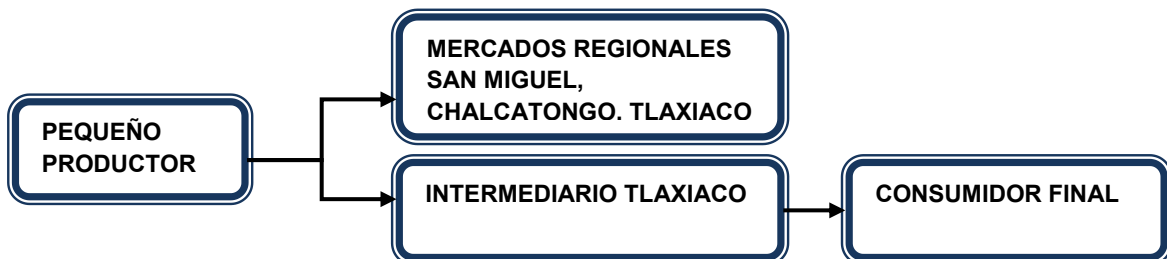 MERCADOS REGIONALES
SAN MIGUEL,
CHALCATONGO. TLAXIACO
PEQUEÑO
PRODUCTOR
INTERMEDIARIO TLAXIACO
CONSUMIDOR FINAL